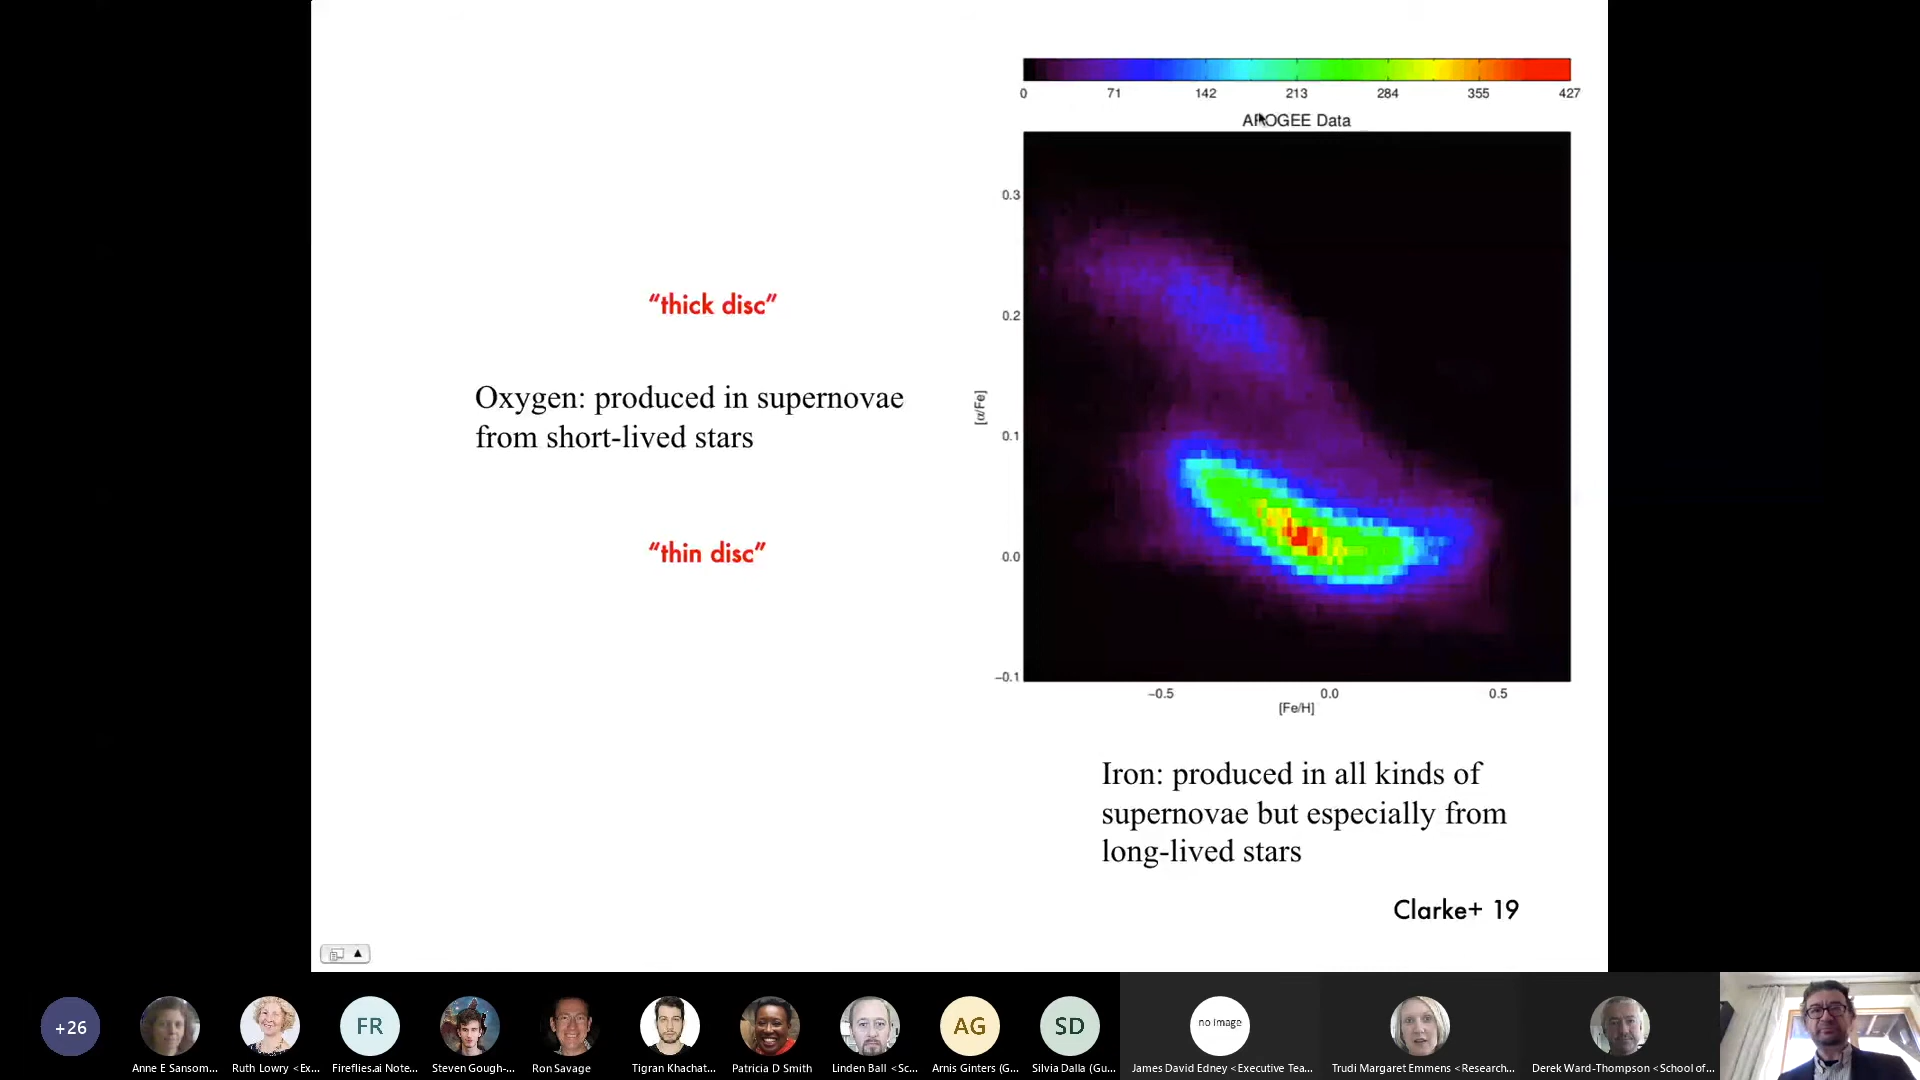 0 71 142 213 284 355 427
APOGEE Data
0.3
0.2
0.1
0.0
−0.1
[α/Fe]
−0.5 0.0 0.5
[Fe/H]
“thick disc”
Oxygen: produced in supernovae
from short-lived stars
“thin disc”
Iron: produced in all kinds of
supernovae but especially from
long-lived stars
Clarke+ 19
+26
FR
AG
SD
no image
Anne E Sansom...
Ruth Lowry <Ex...
Fireflies.ai Note...
Steven Gough-...
Ron Savage
Tigran Khachat...
Patricia D Smith
Linden Ball <Sc...
Arnis Ginters (G...
Silvia Dalla (Gu...
James David Edney <Executive Tea...
Trudi Margaret Emmens <Research...
Derek Ward-Thompson <School of...